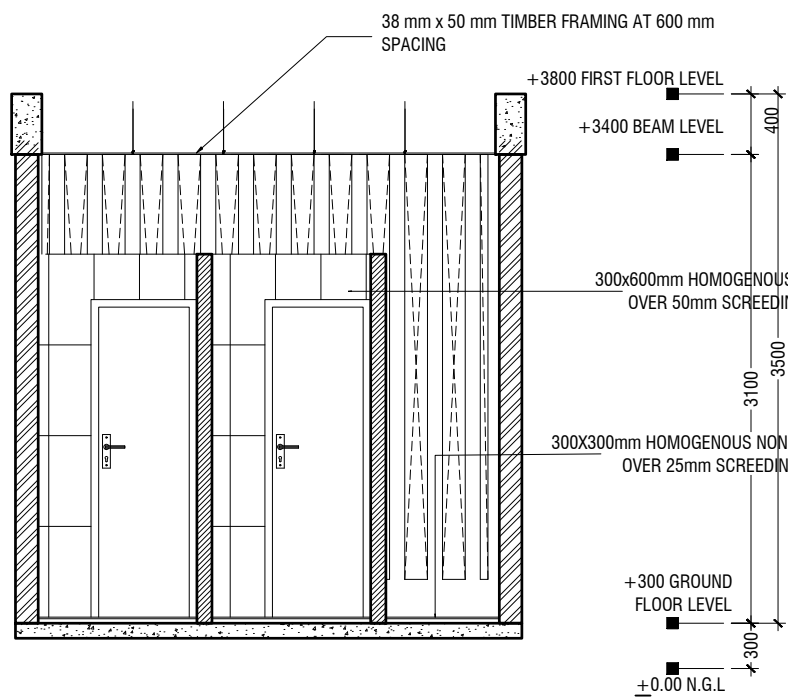 38 mm x 50 mm TIMBER FRAMING AT 600 mm
SPACING
+3800 FIRST FLOOR LEVEL
400
+3400 BEAM LEVEL
300x600mm HOMOGENOUS
OVER 50mm SCREEDIN
3500
3100
300X300mm HOMOGENOUS NON
OVER 25mm SCREEDIN
+300 GROUND
FLOOR LEVEL
300
+0.00 N.G.L